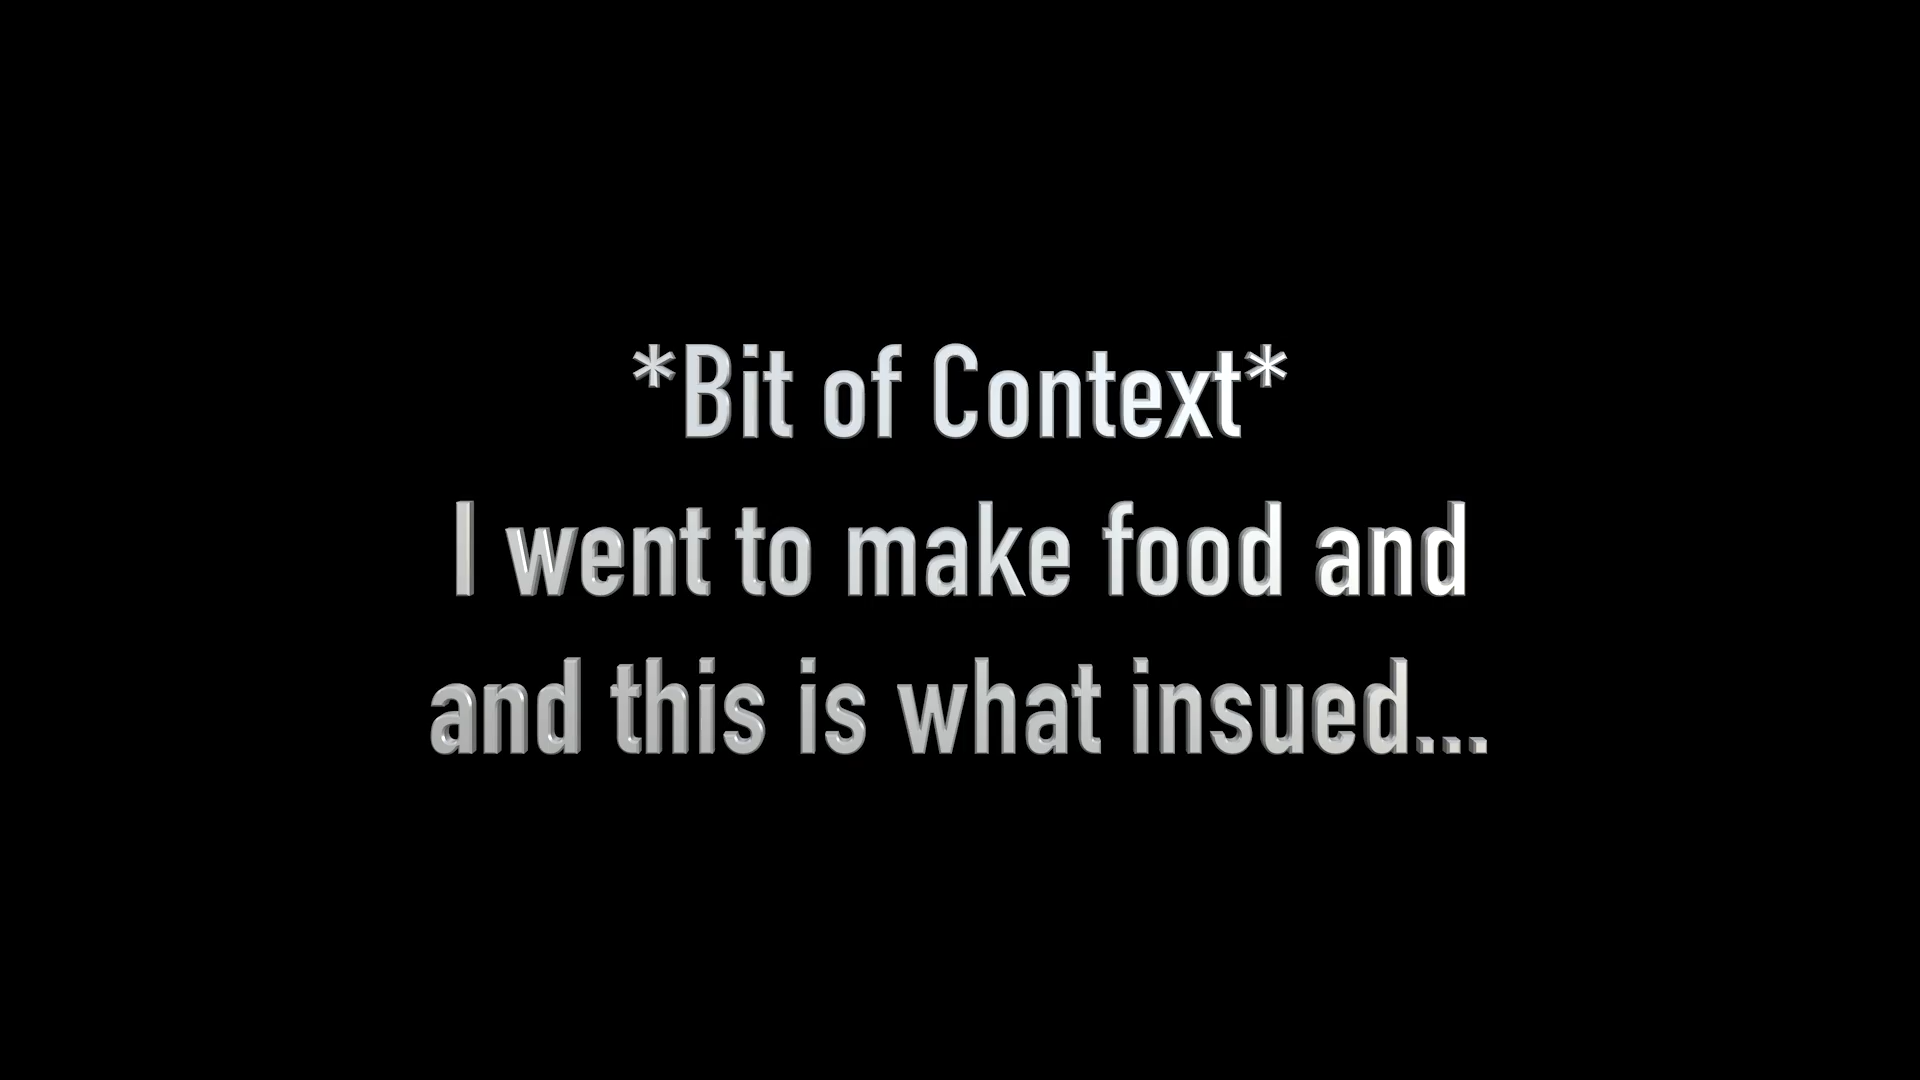 *Bit of Context*
I went to make food and
and this is what insued...